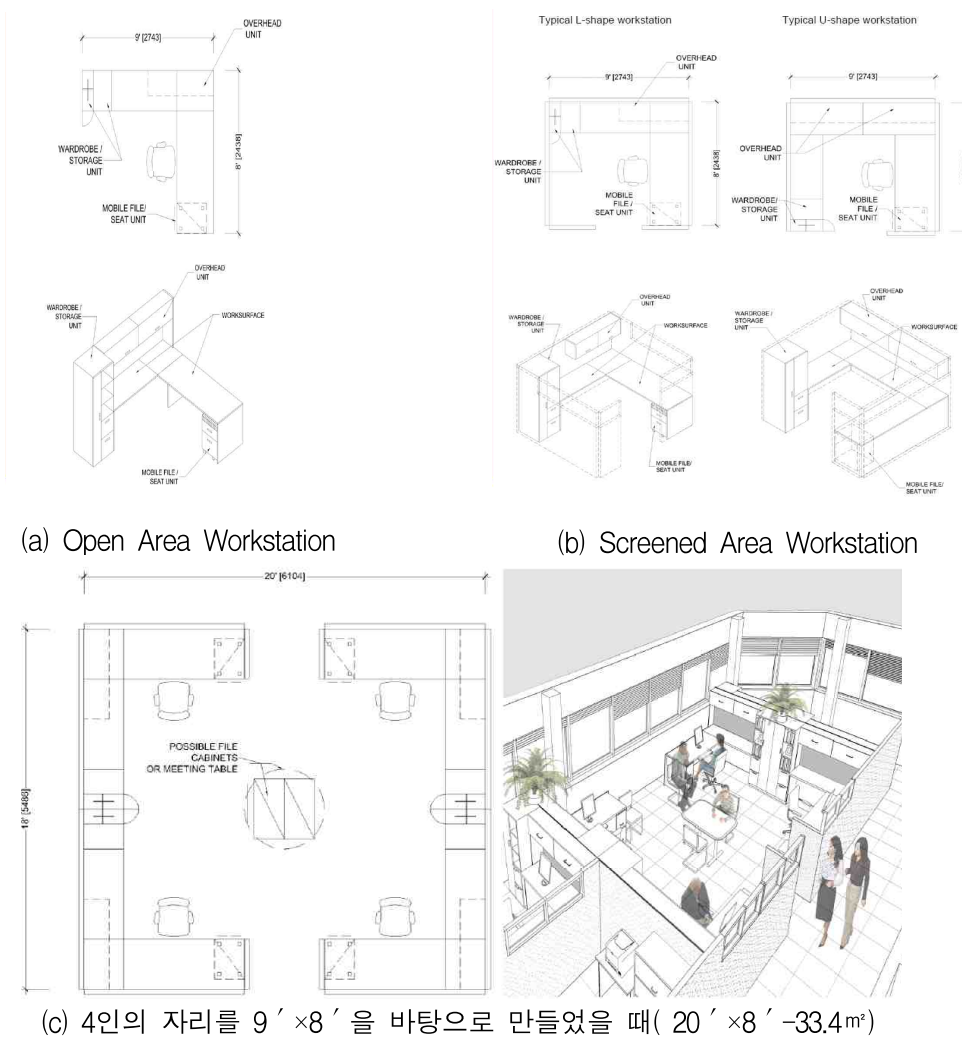 OVERHEAD
UNIT
9' [2743]
WARDROBE /
STORAGE
UNIT
8' [2438]
MOBILE FILE/
SEAT UNIT
OVERHEAD
UNIT
WARDROBE /
STORAGE
UNIT
WORKSURFACE
MOBILE FILE /
SEAT UNIT
Typical L-shape workstation
OVERHEAD
UNIT
9' [2743]
WARDROBE /
STORAGE
UNIT
8' [2438]
MOBILE
FILE /
SEAT UNIT
Typical U-shape workstation
9' [2743]
OVERHEAD
UNIT
WARDROBE/
STORAGE
UNIT
MOBILE
FILE /
SEAT UNIT
OVERHEAD
UNIT
WARDROBE /
STORAGE
UNIT
WORKSURFACE
MOBILE FILE/
SEAT UNIT
OVERHEAD
UNIT
WARDROBE /
STORAGE
UNIT
WORKSURFACE
MOBILE FILE/
SEAT UNIT
(a) Open Area Workstation
(b) Screened Area Workstation
20' [6104]
18' [5486]
POSSIBLE FILE
CABINETS
OR MEETING TABLE
(c) 4인의 자리를 9′×8′을 바탕으로 만들었을 때( 20′×8′-33.4㎡)